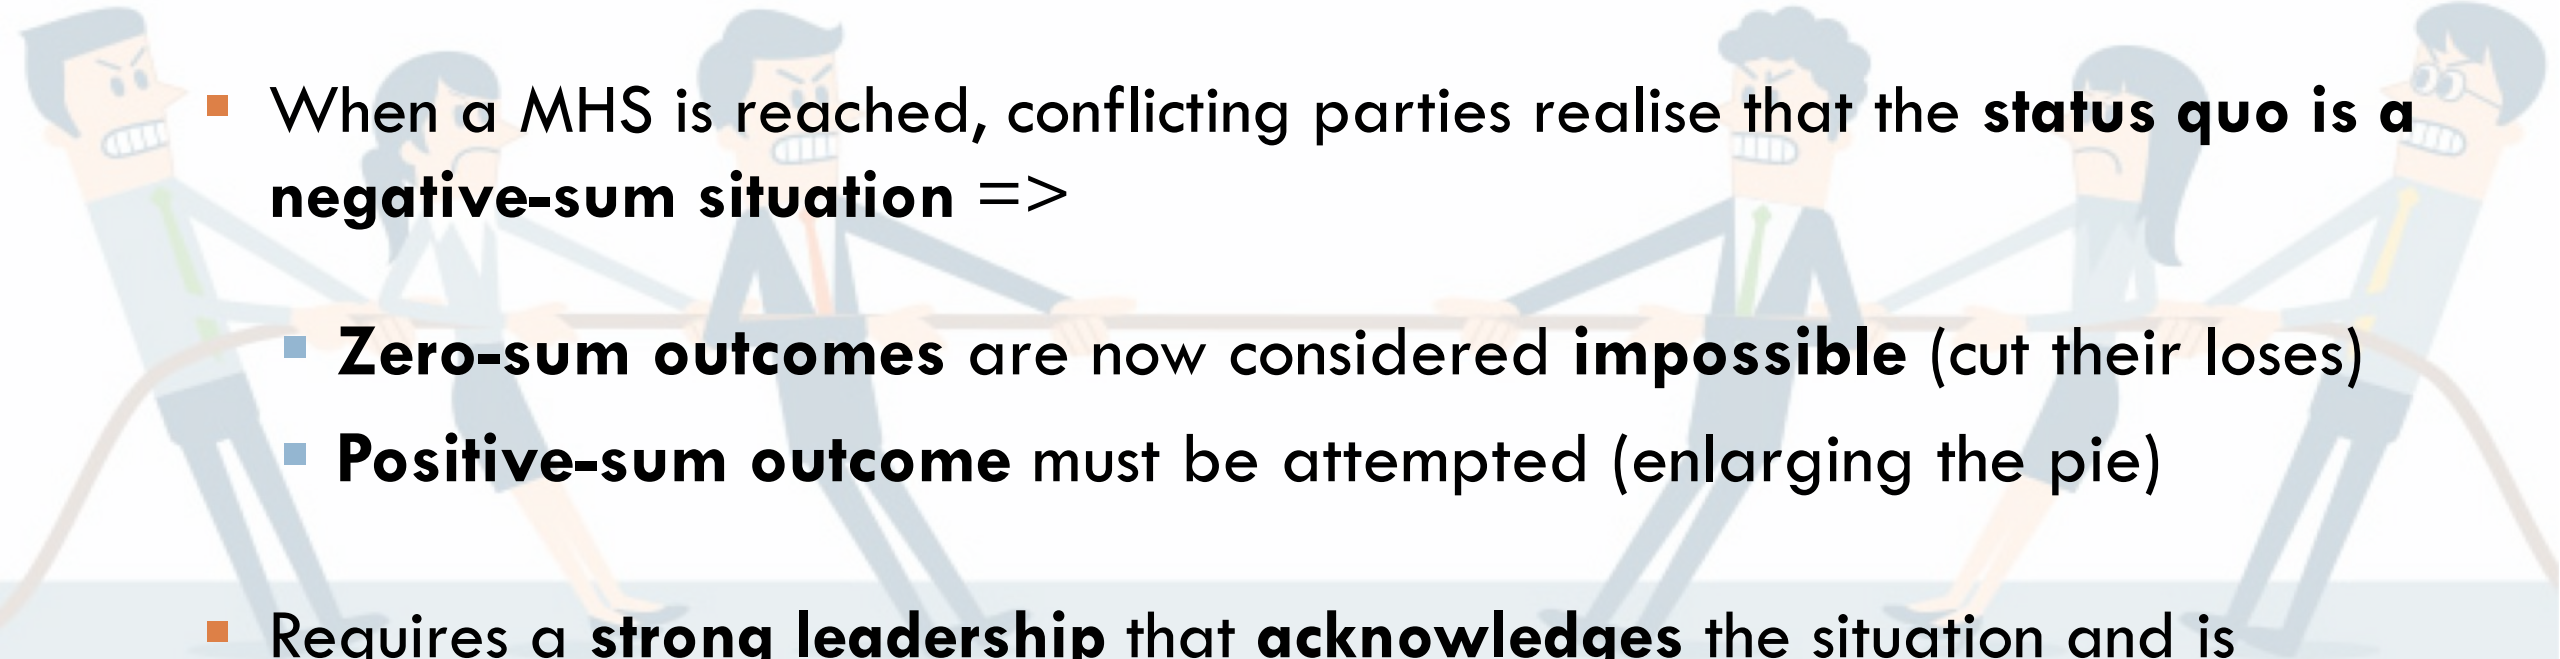 ▪ When a MHS is reached, conflicting parties realise that the status quo is a
negative-sum situation =>
▪ Zero-sum outcomes are now considered impossible (cut their loses)
▪ Positive-sum outcome must be attempted (enlarging the pie)
▪ Requires a strong leadership that acknowledges the situation and is